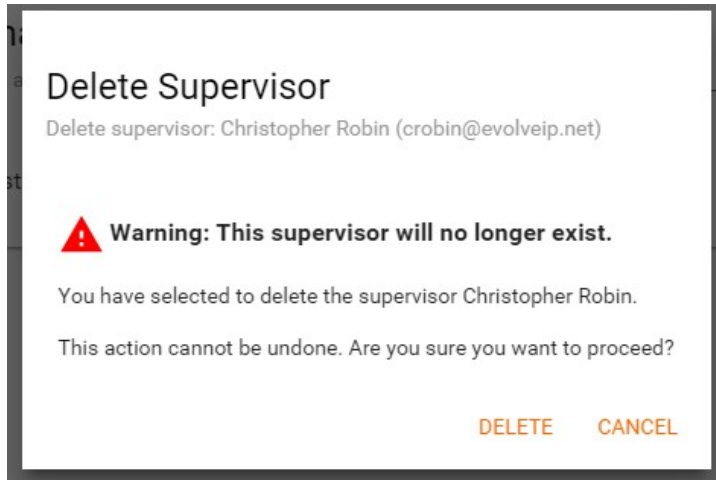 Delete Supervisor
Delete supervisor: Christopher Robin (crobin@evolveip.net)
Warning: This supervisor will no longer exist.
You have selected to delete the supervisor Christopher Robin.
This action cannot be undone. Are you sure you want to proceed?
DELETE CANCEL